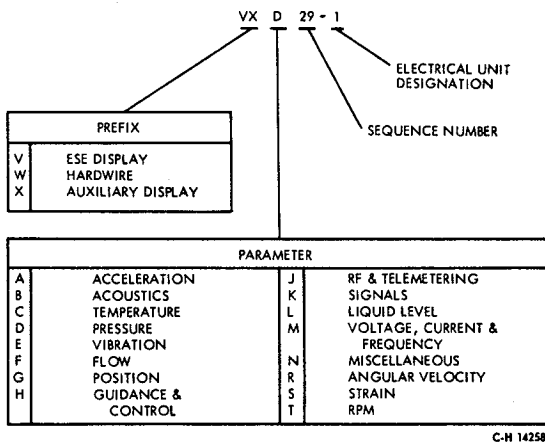 VX D 29 - 1
ELECTRICAL UNIT
DESIGNATION
SEQUENCE NUMBER
PREFIX
V ESE DISPLAY
W HARDWIRE
X AUXILIARY DISPLAY
PARAMETER
A ACCELERATION
B ACOUSTICS
C TEMPERATURE
D PRESSURE
E VIBRATION
F FLOW
G POSITION
H GUIDANCE &
CONTROL
J RF & TELEMETERING
K SIGNALS
L LIQUID LEVEL
M VOLTAGE, CURRENT &
FREQUENCY
N MISCELLANEOUS
R ANGULAR VELOCITY
S STRAIN
T RPM
C-H 14258